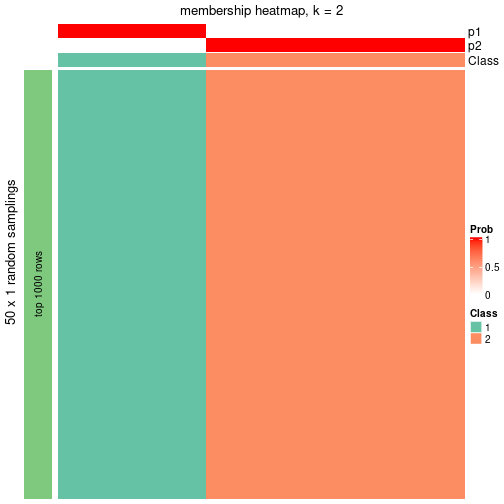 membership heatmap, k = 2
p1
p2
Class
50 x 1 random samplings
top 1000 rows
Prob
1
0.5
0
Class
1
2